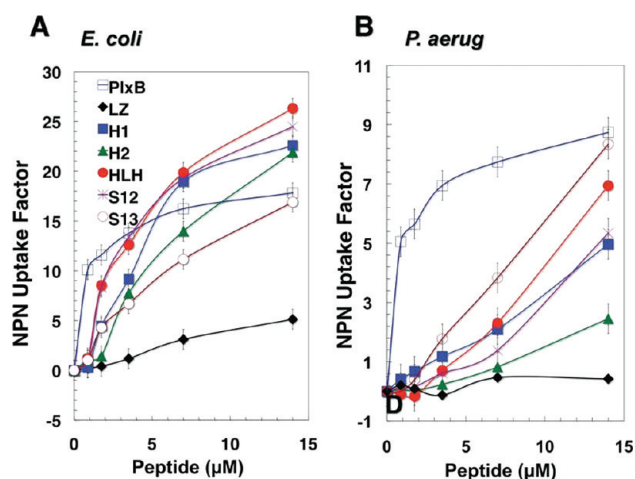 A E. coli
B P. aerug
NPN Uptake Factor
30
25
20
15
10
5
0
-5
PlxB
LZ
H1
H2
HLH
S12
S13
0 5 10 15
Peptide (µM)
NPN Uptake Factor
11
9
7
5
3
1
-1
D
0 5 10 15
Peptide (µM)